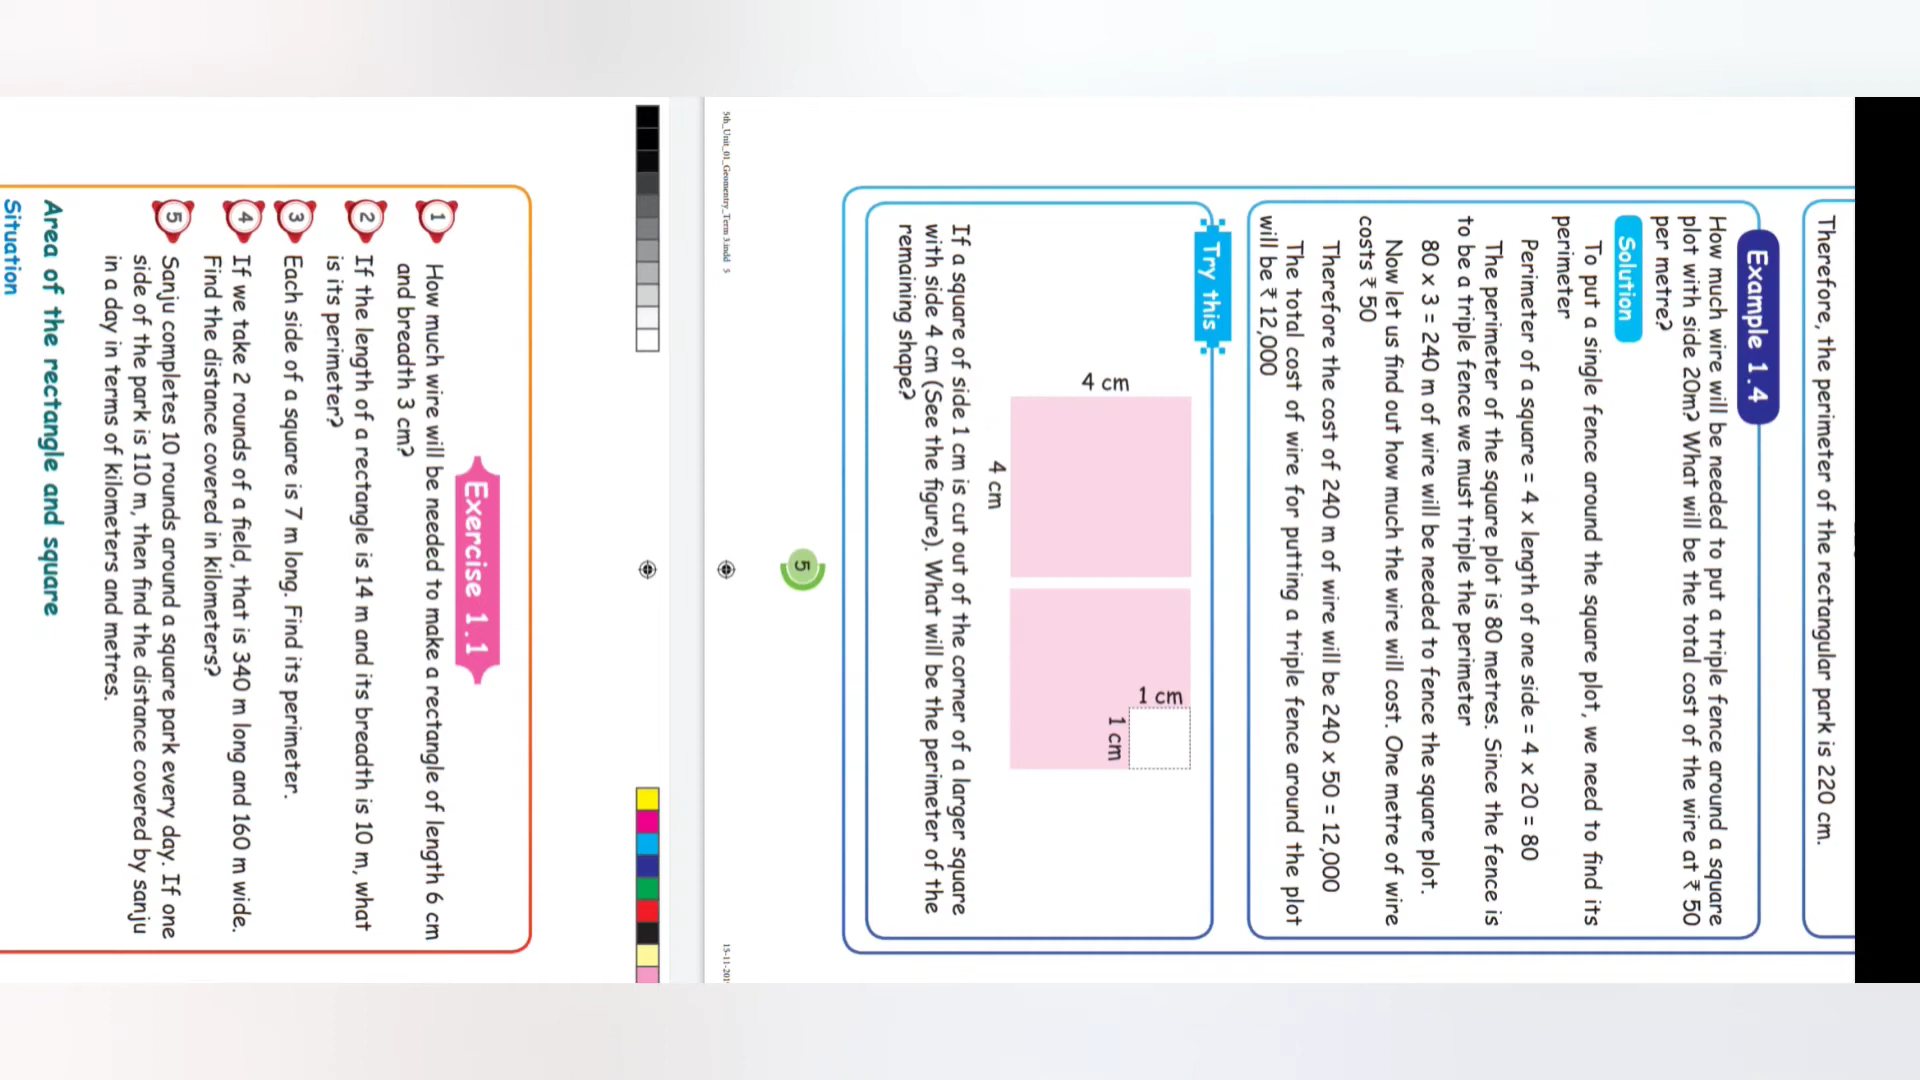 Therefore, the perimeter of the rectangular park is 220 cm.
Example 1.4
How much wire will be needed to put a triple fence around a square
plot with side 20m? What will be the total cost of the wire at ₹ 50
per metre?
Solution
To put a single fence around the square plot, we need to find its
perimeter
Perimeter of a square = 4 x length of one side = 4 x 20 = 80
The perimeter of the square plot is 80 metres. Since the fence is
to be a triple fence we must triple the perimeter
80 x 3 = 240 m of wire will be needed to fence the square plot.
Now let us find out how much the wire will cost. One metre of wire
costs ₹ 50
Therefore the cost of 240 m of wire will be 240 x 50 = 12,000
The total cost of wire for putting a triple fence around the plot
will be ₹ 12,000
Try this
4 cm
4 cm
1 cm
1 cm
If a square of side 1 cm is cut out of the corner of a larger square
with side 4 cm (See the figure). What will be the perimeter of the
remaining shape?
5
5th_Unit_01_Geomentry_Term 3.indd 5
15-11-201
Exercise 1.1
1 How much wire will be needed to make a rectangle of length 6 cm
and breadth 3 cm?
2 If the length of a rectangle is 14 m and its breadth is 10 m, what
is its perimeter?
3 Each side of a square is 7 m long. Find its perimeter.
4 If we take 2 rounds of a field, that is 340 m long and 160 m wide.
Find the distance covered in kilometers?
5 Sanju completes 10 rounds around a square park every day. If one
side of the park is 110 m, then find the distance covered by sanju
in a day in terms of kilometers and metres.
Area of the rectangle and square
Situation